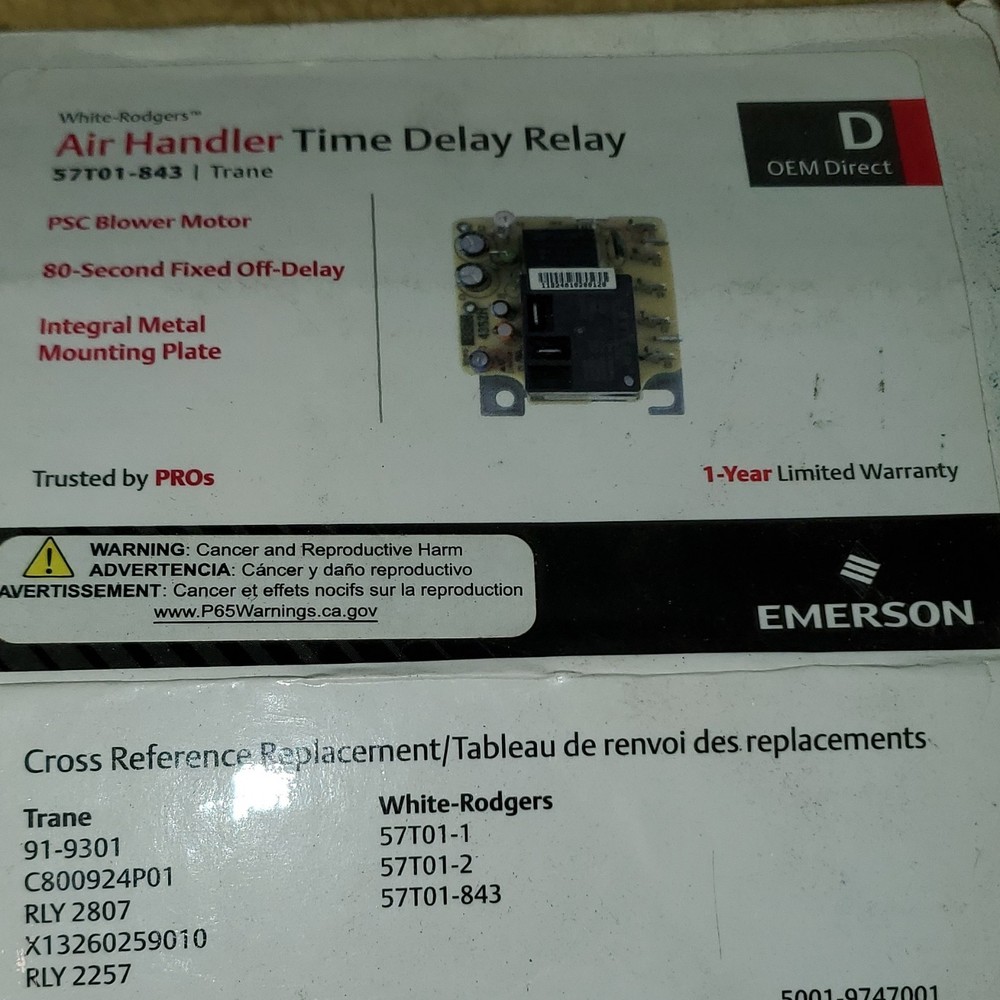 White-Rodgers™
Air Handler Time Delay Relay
57T01-843 | Trane
D
OEM Direct
PSC Blower Motor
80-Second Fixed Off-Delay
Integral Metal
Mounting Plate
Trusted by PROs
1-Year Limited Warranty
WARNING: Cancer and Reproductive Harm
ADVERTENCIA: Cáncer y daño reproductivo
AVERTISSEMENT: Cancer et effets nocifs sur la reproduction
www.P65Warnings.ca.gov
EMERSON
Cross Reference Replacement/Tableau de renvoi des replacements
Trane
91-9301
C800924P01
RLY 2807
X13260259010
RLY 2257
White-Rodgers
57T01-1
57T01-2
57T01-843
5001-9747001